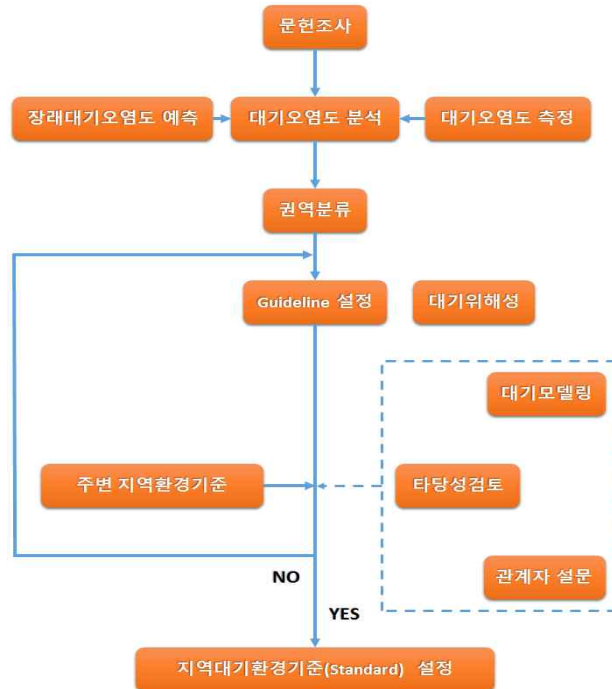 문헌조사
장래대기오염도 예측
대기오염도 분석
대기오염도 측정
권역분류
Guideline 설정
대기위해성
대기모델링
주변 지역환경기준
타당성검토
관계자 설문
NO
YES
지역대기환경기준(Standard) 설정